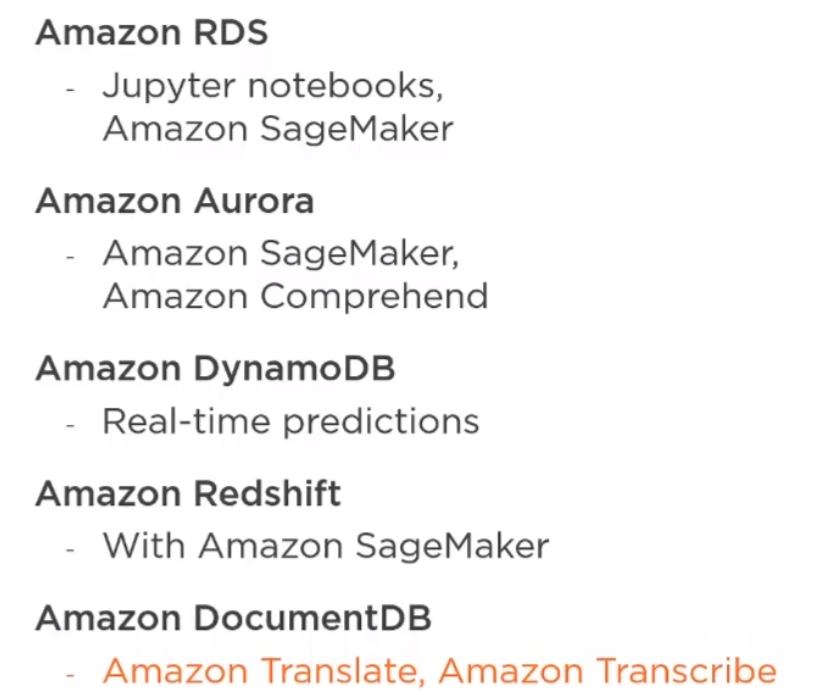 Amazon RDS
- Jupyter notebooks,
Amazon SageMaker
Amazon Aurora
- Amazon SageMaker,
Amazon Comprehend
Amazon DynamoDB
- Real-time predictions
Amazon Redshift
- With Amazon SageMaker
Amazon DocumentDB
- Amazon Translate, Amazon Transcribe